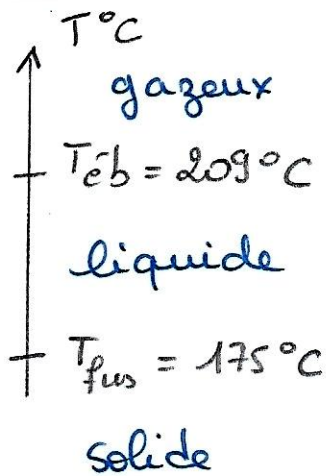 T°C
gazeux
Téb = 209°C
liquide
Tfus = 175°C
solide